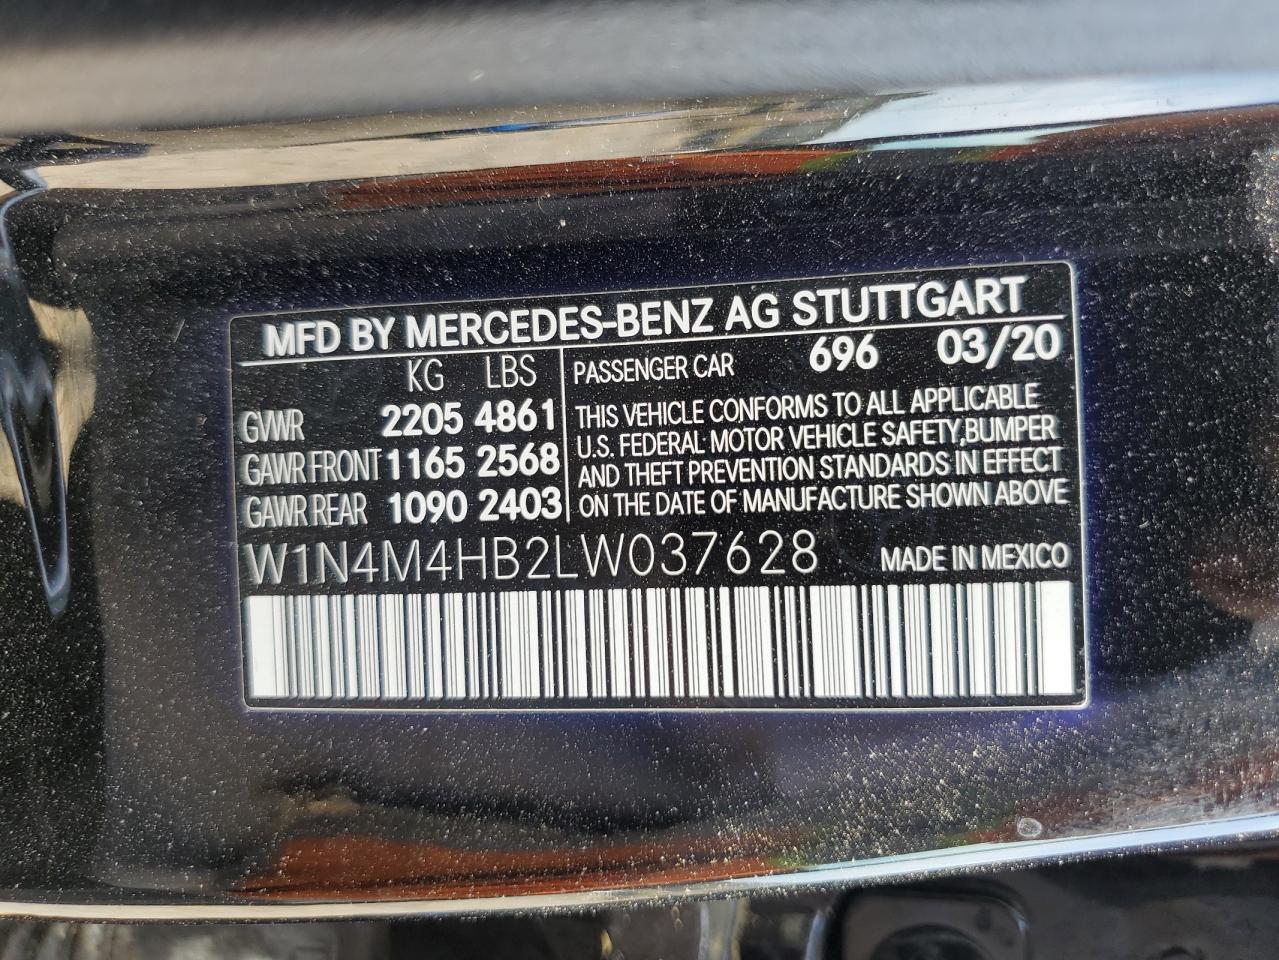 MFD BY MERCEDES-BENZ AG STUTTGART
KG LBS
GVWR 2205 4861
GAWR FRONT 1165 2568
GAWR REAR 1090 2403
PASSENGER CAR 696 03/20
THIS VEHICLE CONFORMS TO ALL APPLICABLE
U.S. FEDERAL MOTOR VEHICLE SAFETY,BUMPER
AND THEFT PREVENTION STANDARDS IN EFFECT
ON THE DATE OF MANUFACTURE SHOWN ABOVE
W1N4M4HB2LW037628 MADE IN MEXICO